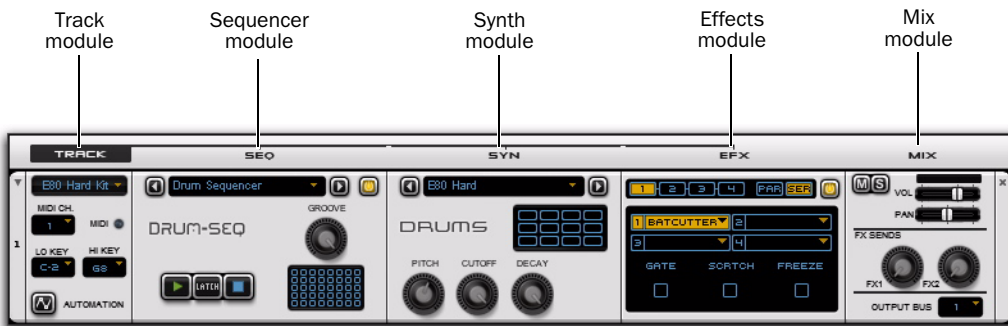 Track
module
Sequencer
module
Synth
module
Effects
module
Mix
module
TRACK
SEQ
SYN
EFX
MIX
1
E80 Hard Kit
MIDI CH.
1
MIDI
LO KEY
HI KEY
C-2
G8
AUTOMATION
Drum Sequencer
DRUM-SEQ
GROOVE
LATCH
E80 Hard
DRUMS
PITCH
CUTOFF
DECAY
1 2 3 4 PAR SER
1 BATCUTTER 2
3 4
GATE
SCRTCH
FREEZE
M S
VOL
PAN
FX SENDS
FX1
FX2
OUTPUT BUS 1